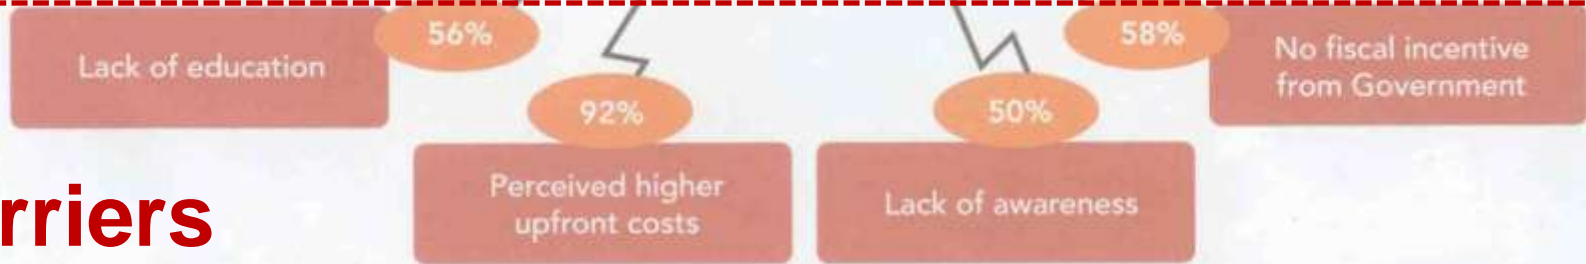 56%
Lack of education
92%
Perceived higher
upfront costs
50%
Lack of awareness
58%
No fiscal incentive
from Government
rriers